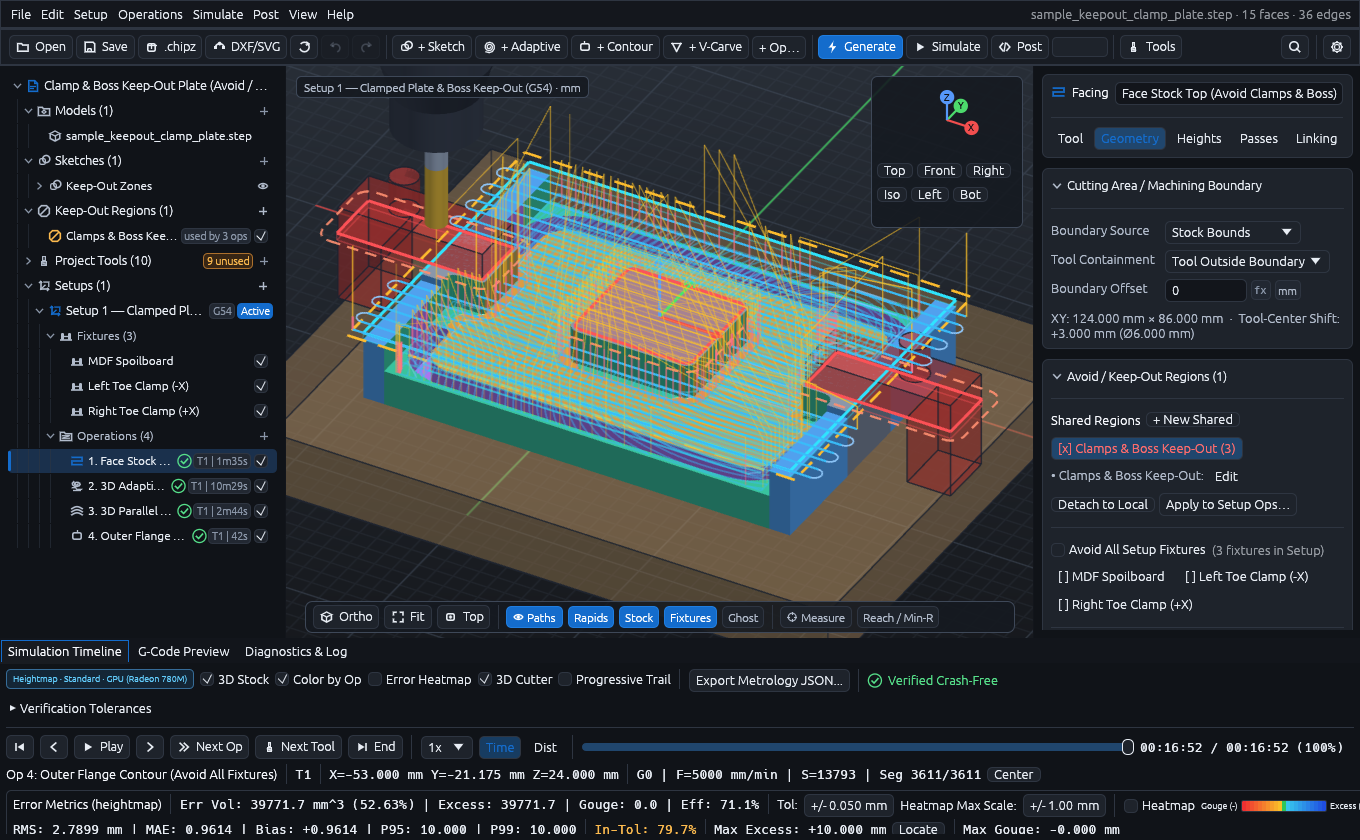 File Edit Setup Operations Simulate Post View Help
sample_keepout_clamp_plate.step · 15 faces · 36 edges
Open Save .chipz DXF/SVG + Sketch + Adaptive + Contour + V-Carve + Op... Generate Simulate Post Tools
Clamp & Boss Keep-Out Plate (Avoid / ...
Models (1)
sample_keepout_clamp_plate.step
Sketches (1)
Keep-Out Zones
Keep-Out Regions (1)
Clamps & Boss Kee... used by 3 ops
Project Tools (10) 9 unused
Setups (1)
Setup 1 — Clamped Pl... G54 Active
Fixtures (3)
MDF Spoilboard
Left Toe Clamp (-X)
Right Toe Clamp (+X)
Operations (4)
1. Face Stock ... T1 | 1m35s
2. 3D Adapti... T1 | 10m29s
3. 3D Parallel ... T1 | 2m44s
4. Outer Flange ... T1 | 42s
Setup 1 — Clamped Plate & Boss Keep-Out (G54) · mm
Z Y X
Top Front Right
Iso Left Bot
Ortho Fit Top Paths Rapids Stock Fixtures Ghost Measure Reach / Min-R
Facing Face Stock Top (Avoid Clamps & Boss)
Tool Geometry Heights Passes Linking
Cutting Area / Machining Boundary
Boundary Source Stock Bounds
Tool Containment Tool Outside Boundary
Boundary Offset 0 fx mm
XY: 124.000 mm × 86.000 mm · Tool-Center Shift:
+3.000 mm (Ø6.000 mm)
Avoid / Keep-Out Regions (1)
Shared Regions + New Shared
[x] Clamps & Boss Keep-Out (3)
• Clamps & Boss Keep-Out: Edit
Detach to Local Apply to Setup Ops...
Avoid All Setup Fixtures (3 fixtures in Setup)
[ ] MDF Spoilboard [ ] Left Toe Clamp (-X)
[ ] Right Toe Clamp (+X)
Simulation Timeline G-Code Preview Diagnostics & Log
Heightmap · Standard · GPU (Radeon 780M) 3D Stock Color by Op Error Heatmap 3D Cutter Progressive Trail Export Metrology JSON... Verified Crash-Free
Verification Tolerances
Play Next Op Next Tool End 1x Time Dist 00:16:52 / 00:16:52 (100%)
Op 4: Outer Flange Contour (Avoid All Fixtures) T1 X=-53.000 mm Y=-21.175 mm Z=24.000 mm G0 | F=5000 mm/min | S=13793 | Seg 3611/3611 Center
Error Metrics (heightmap) Err Vol: 39771.7 mm^3 (52.63%) | Excess: 39771.7 | Gouge: 0.0 | Eff: 71.1% Tol: +/-0.050 mm Heatmap Max Scale: +/-1.00 mm Heatmap Gouge (-) Excess
RMS: 2.7899 mm | MAE: 0.9614 | Bias: +0.9614 | P95: 10.000 | P99: 10.000 In-Tol: 79.7% Max Excess: +10.000 mm Locate Max Gouge: -0.000 mm